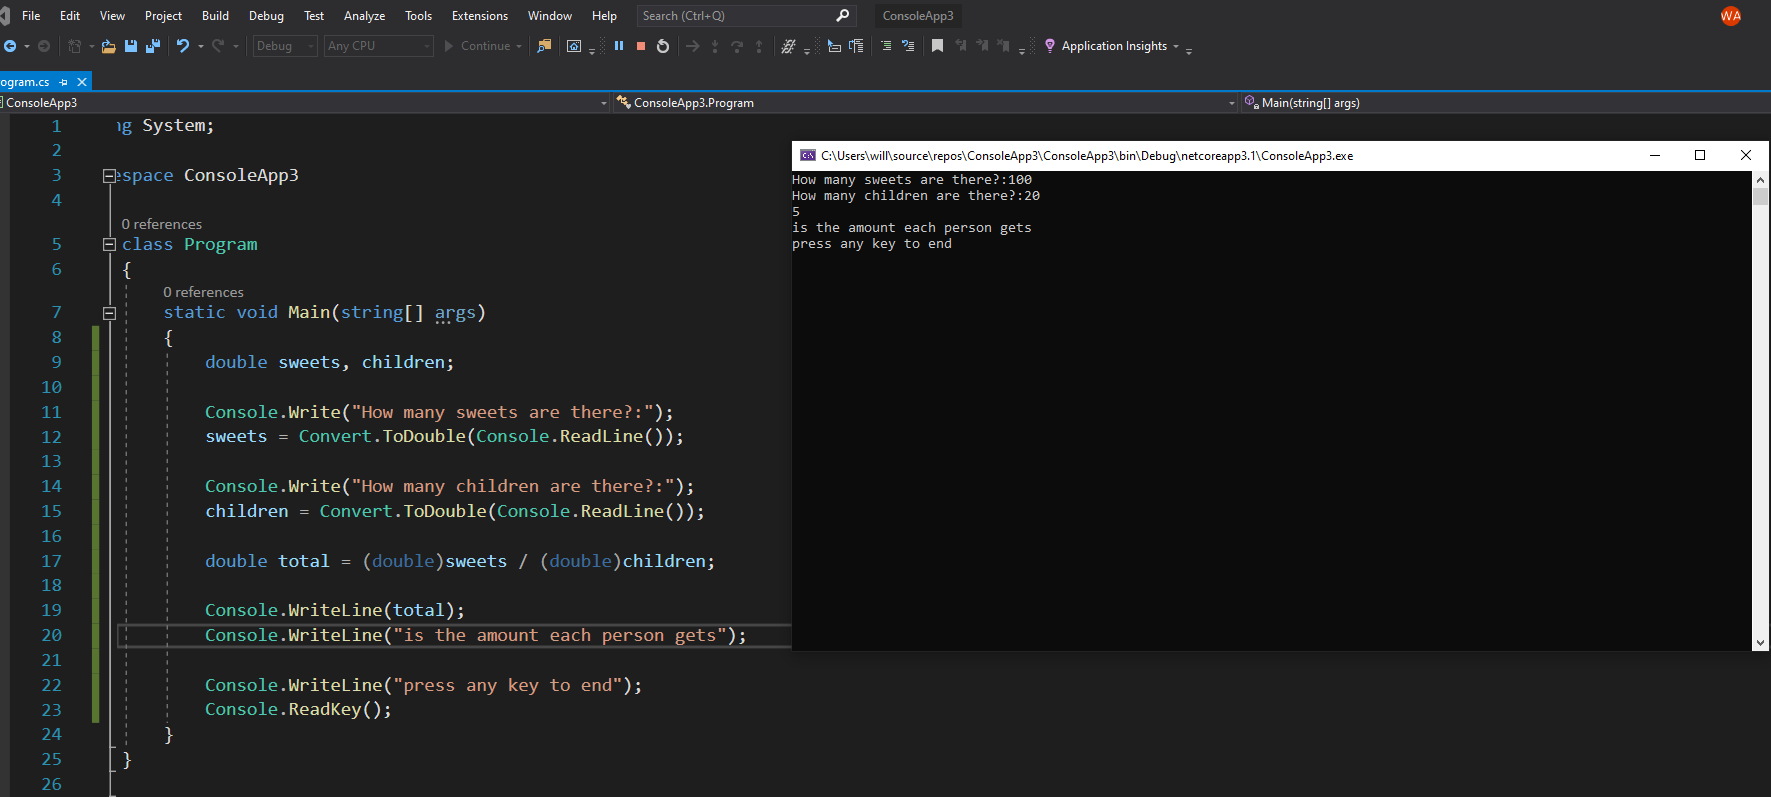 File Edit View Project Build Debug Test Analyze Tools Extensions Window Help Search (Ctrl+Q) ConsoleApp3 WA
Debug Any CPU Continue Application Insights
ogram.cs
ConsoleApp3 ConsoleApp3.Program Main(string[] args)
1 ng System;
2
3 espace ConsoleApp3
4
0 references
5 class Program
6 {
0 references
7 static void Main(string[] args)
8 {
9 double sweets, children;
10
11 Console.Write("How many sweets are there?:");
12 sweets = Convert.ToDouble(Console.ReadLine());
13
14 Console.Write("How many children are there?:");
15 children = Convert.ToDouble(Console.ReadLine());
16
17 double total = (double)sweets / (double)children;
18
19 Console.WriteLine(total);
20 Console.WriteLine("is the amount each person gets");
21
22 Console.WriteLine("press any key to end");
23 Console.ReadKey();
24 }
25 }
26
C:\Users\will\source\repos\ConsoleApp3\ConsoleApp3\bin\Debug\netcoreapp3.1\ConsoleApp3.exe
How many sweets are there?:100
How many children are there?:20
5
is the amount each person gets
press any key to end